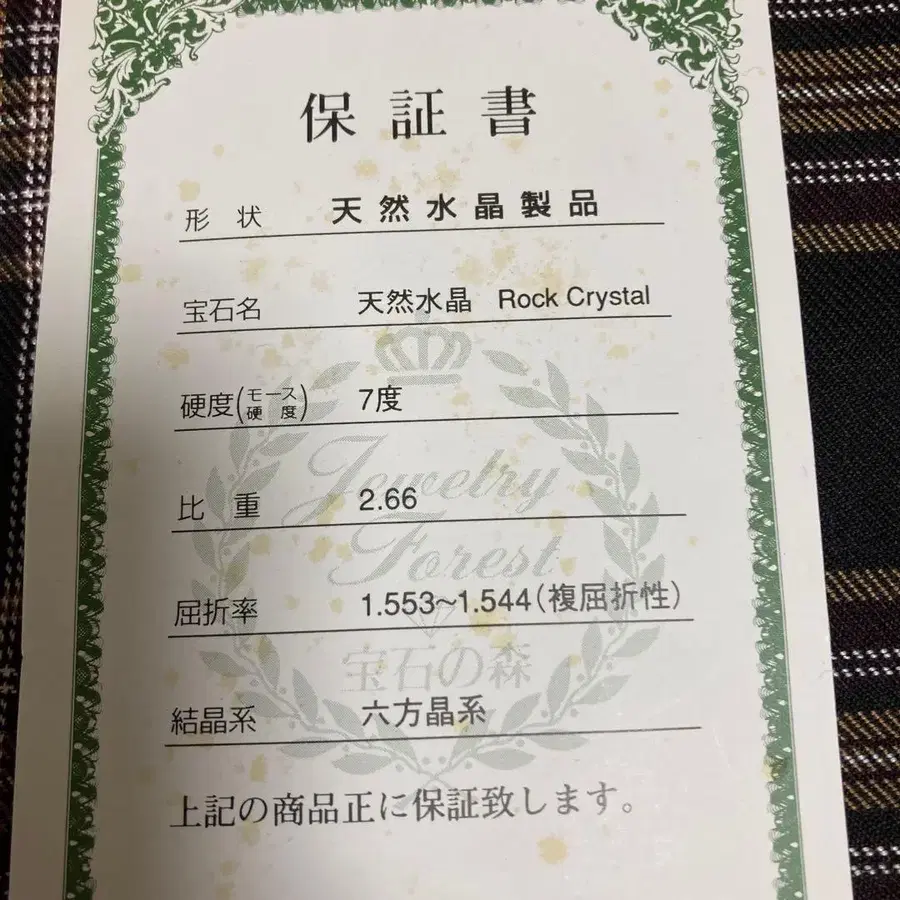 保証書
形状 天然水晶製品
宝石名 天然水晶 Rock Crystal
硬度(モース硬度) 7度
比重 2.66
Jewelry
Forest
屈折率 1.553~1.544(複屈折性)
宝石の森
結晶系 六方晶系
上記の商品正に保証致します。